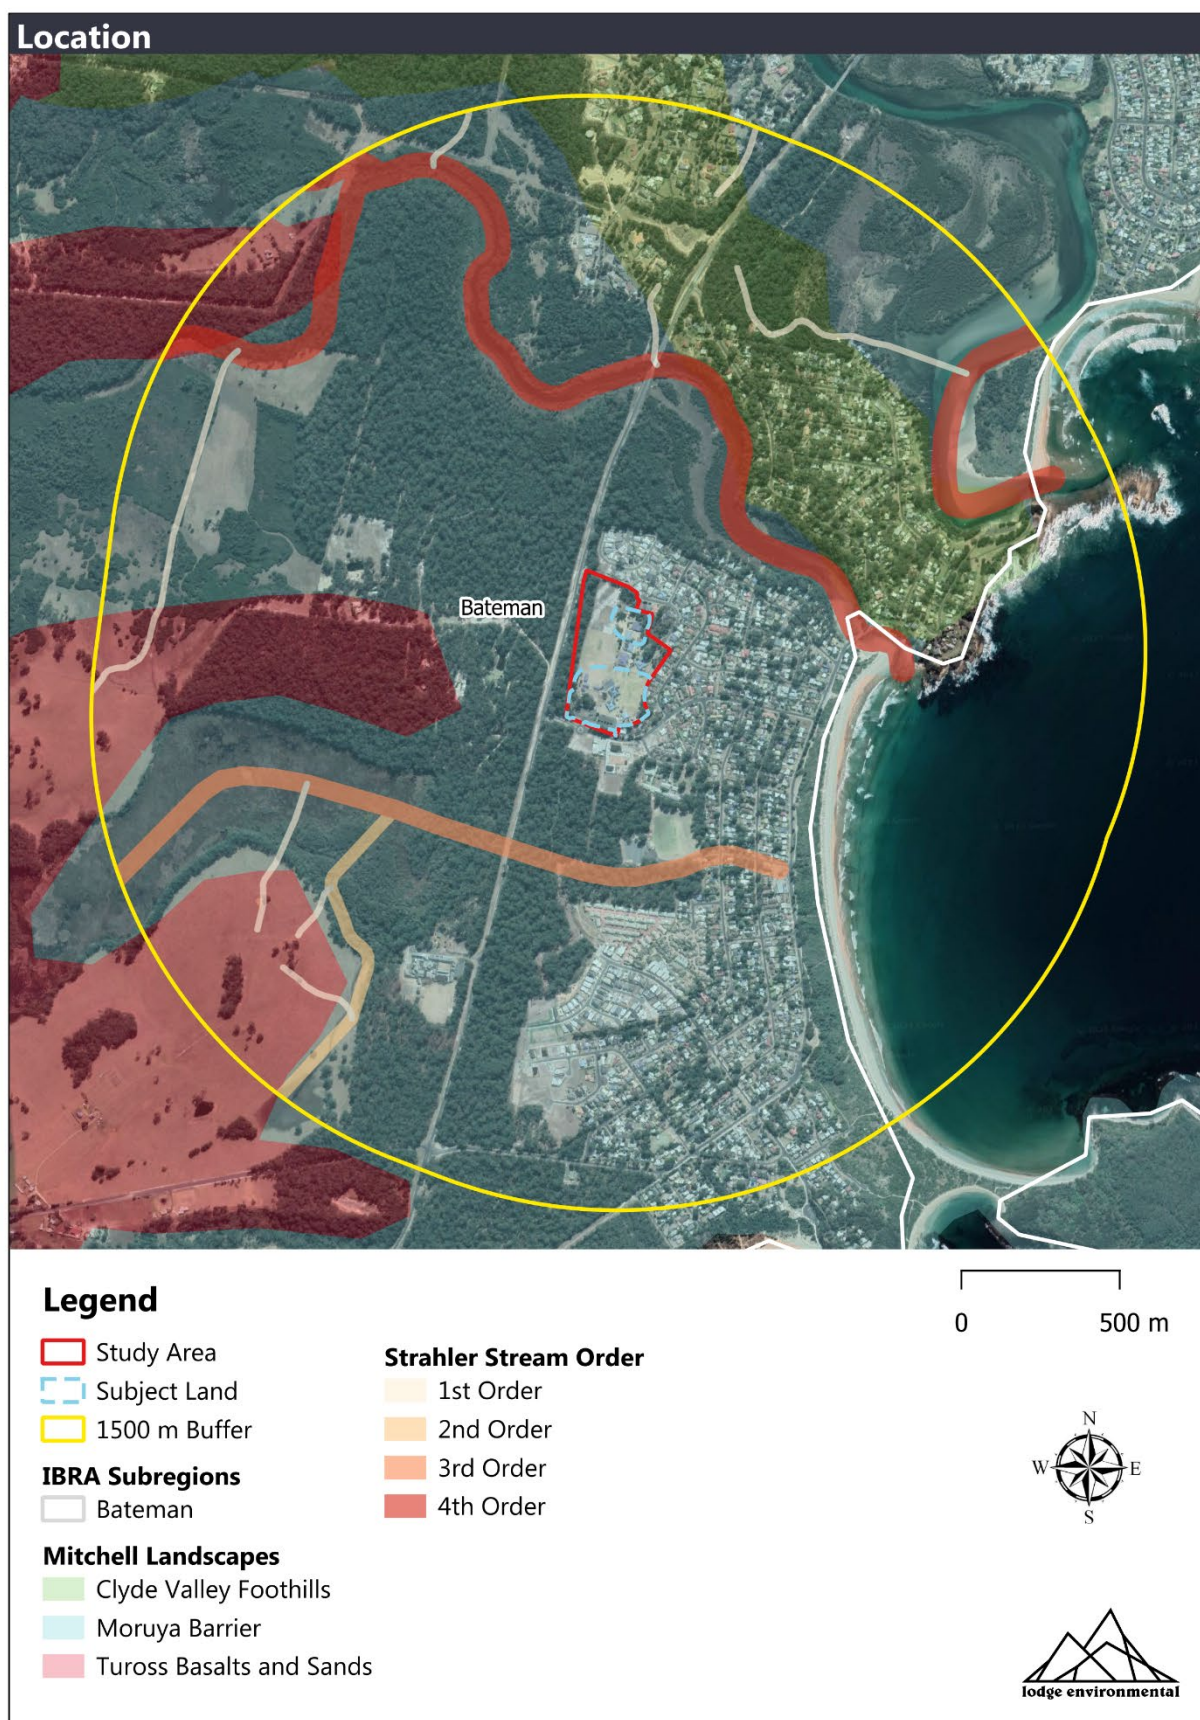 Location
Bateman
Legend
Study Area
Subject Land
1500 m Buffer
IBRA Subregions
Bateman
Mitchell Landscapes
Clyde Valley Foothills
Moruya Barrier
Tuross Basalts and Sands
Strahler Stream Order
1st Order
2nd Order
3rd Order
4th Order
0 500 m
N
W E
S
lodge environmental